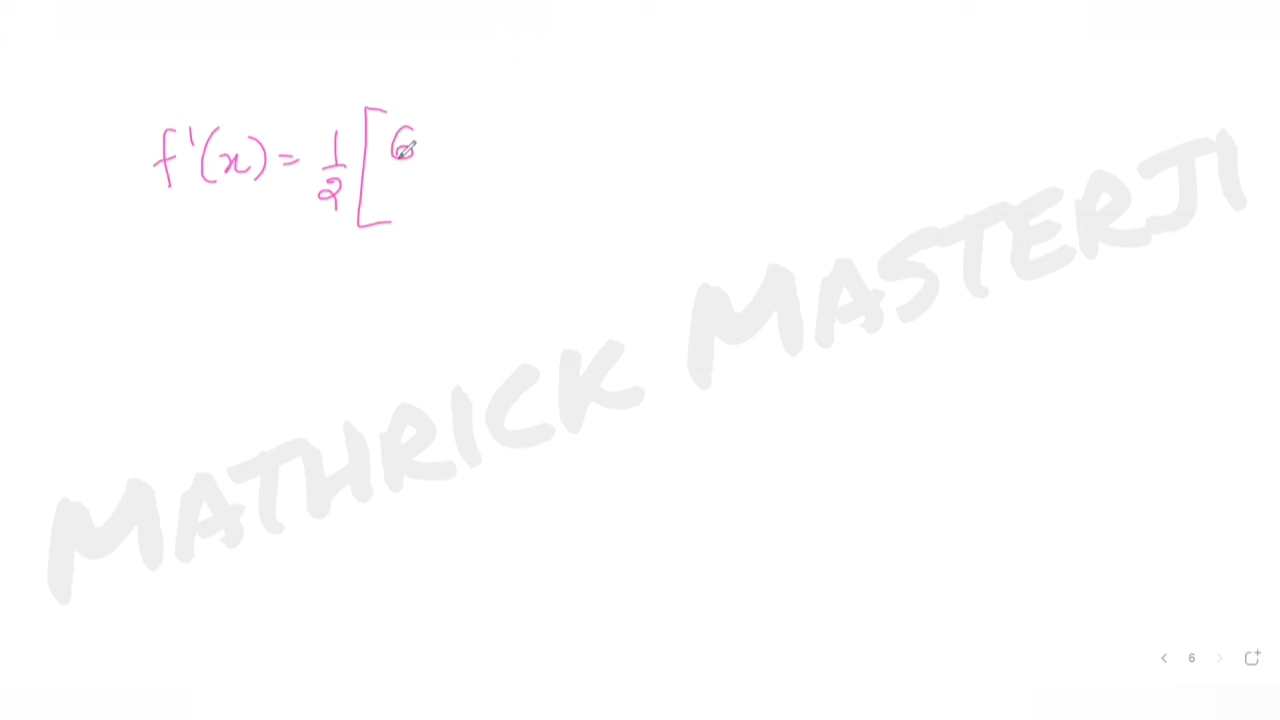 f'(x) = 1/2 [ 6
MATHRICK MASTERJI
6